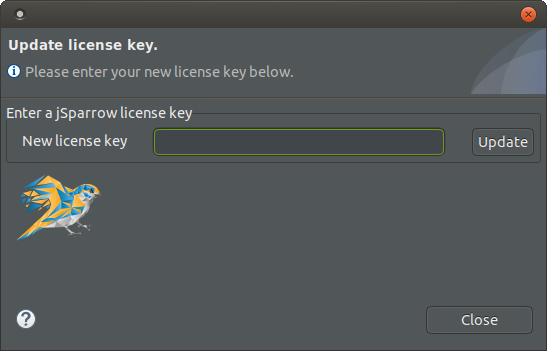 Update license key.
Please enter your new license key below.
Enter a jSparrow license key
New license key
Update
Close